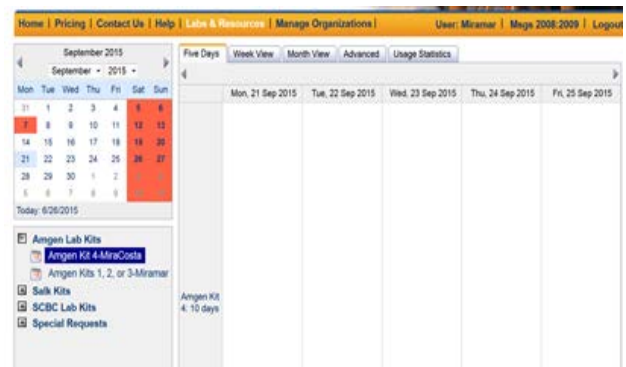 Home | Pricing | Contact Us | Help | Labs & Resources | Manage Organizations |
User: Miramar | Msgs 2008:2009 | Logout
September 2015
September 2015
Mon Tue Wed Thu Fri Sat Sun
31 1 2 3 4 5 6
7 8 9 10 11 12 13
14 15 16 17 18 19 20
21 22 23 24 25 26 27
28 29 30 1 2
5 6 7 8 9
Today: 6/26/2015
Amgen Lab Kits
Amgen Kit 4-MiraCosta
Amgen Kits 1, 2, or 3-Miramar
Salk Kits
SCBC Lab Kits
Special Requests
Five Days Week View Month View Advanced Usage Statistics
Mon, 21 Sep 2015 Tue, 22 Sep 2015 Wed, 23 Sep 2015 Thu, 24 Sep 2015 Fri, 25 Sep 2015
Amgen Kit
4: 10 days